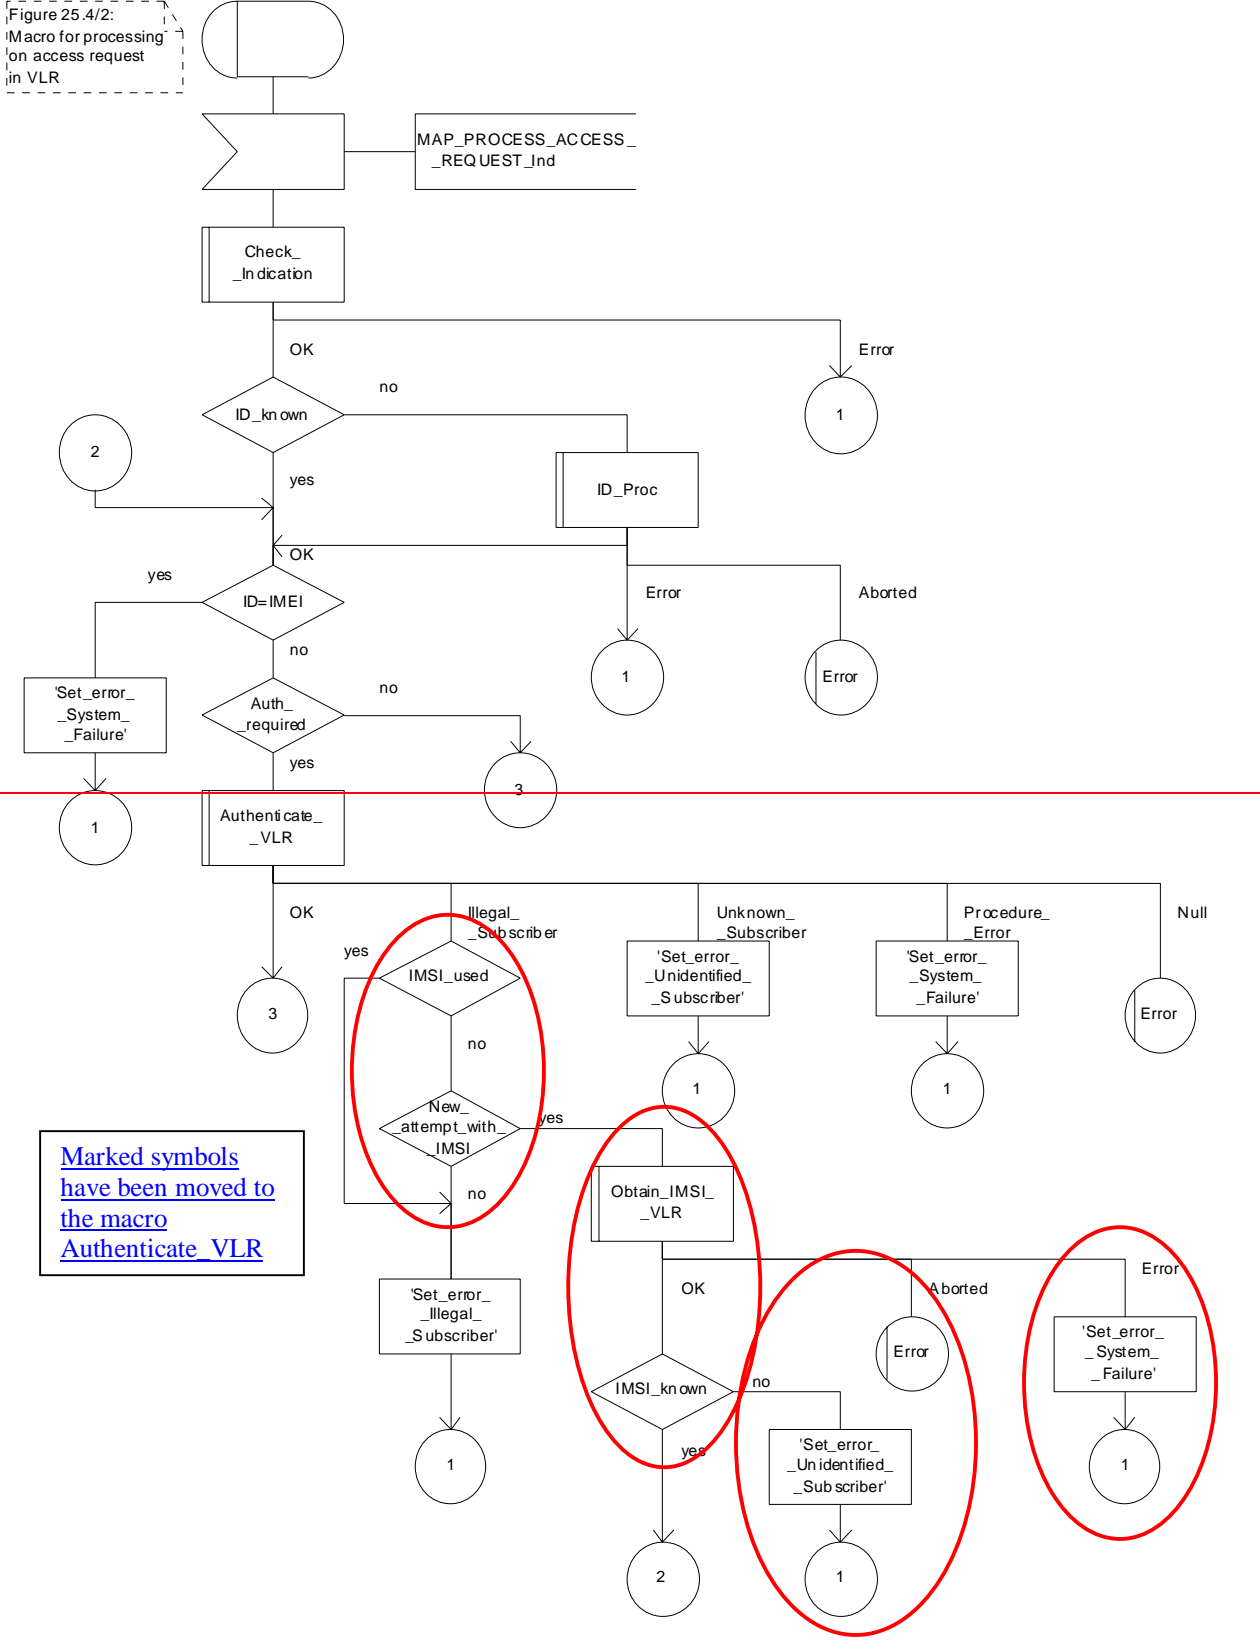 Figure 25.4/2:
Macro for processing
on access request
in VLR
MAP_PROCESS_ACCESS_
_REQUEST_Ind
Check_
_Indication
OK
Error
1
ID_known
no
2
yes
ID_Proc
OK
yes
ID=IMEI
Error
Aborted
no
1
Error
'Set_error_
_System_
_Failure'
Auth_
_required
no
yes
3
1
Authenticate_
_VLR
OK
Illegal_
_Subscriber
Unknown_
_Subscriber
Procedure_
_Error
Null
yes
IMSI_used
'Set_error_
_Unidentified_
_Subscriber'
'Set_error_
_System_
_Failure'
3
Error
no
1
1
New_
_attempt_with_
_IMSI
yes
Marked symbols
have been moved to
the macro
Authenticate_VLR
no
Obtain_IMSI_
_VLR
'Set_error_
_Illegal_
_Subscriber'
OK
Aborted
Error
Error
'Set_error_
_System_
_Failure'
IMSI_known
no
yes
'Set_error_
_Unidentified_
_Subscriber'
1
1
2
1